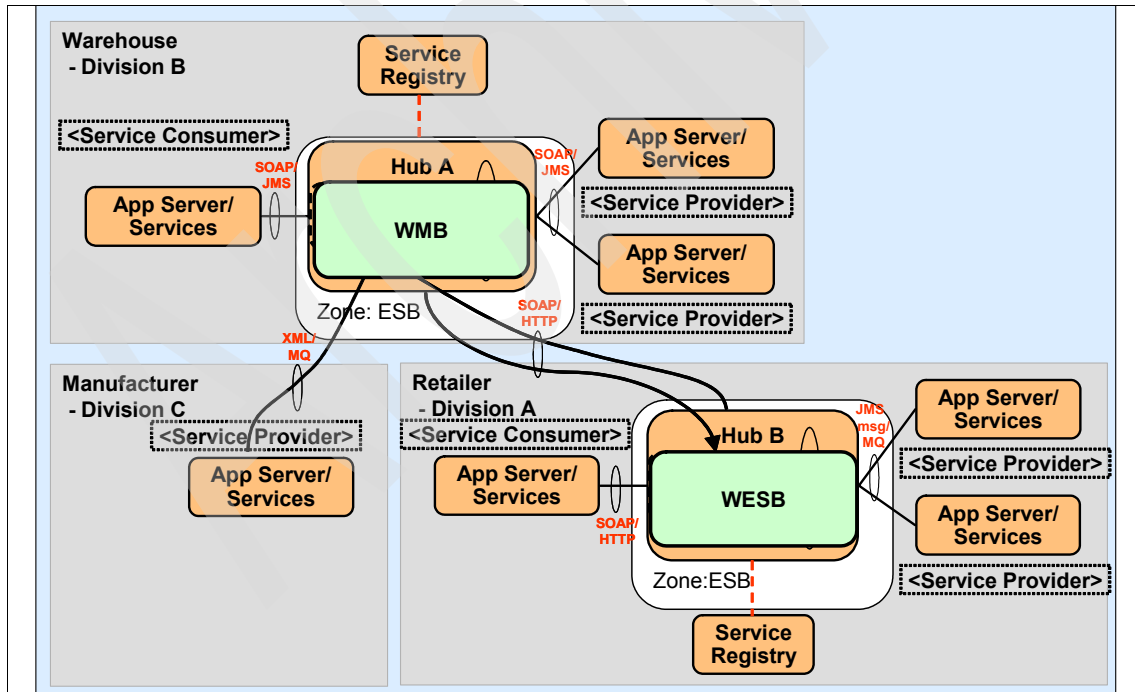 Warehouse
- Division B
Service
Registry
<Service Consumer>
SOAP/
JMS
App Server/
Services
Hub A
WMB
Zone: ESB
SOAP/
JMS
App Server/
Services
<Service Provider>
App Server/
Services
<Service Provider>
SOAP/
HTTP
XML/
MQ
Manufacturer
- Division C
<Service Provider>
App Server/
Services
Retailer
- Division A
<Service Consumer>
App Server/
Services
SOAP/
HTTP
Hub B
WESB
Zone:ESB
JMS
msg/
MQ
App Server/
Services
<Service Provider>
App Server/
Services
<Service Provider>
Service
Registry